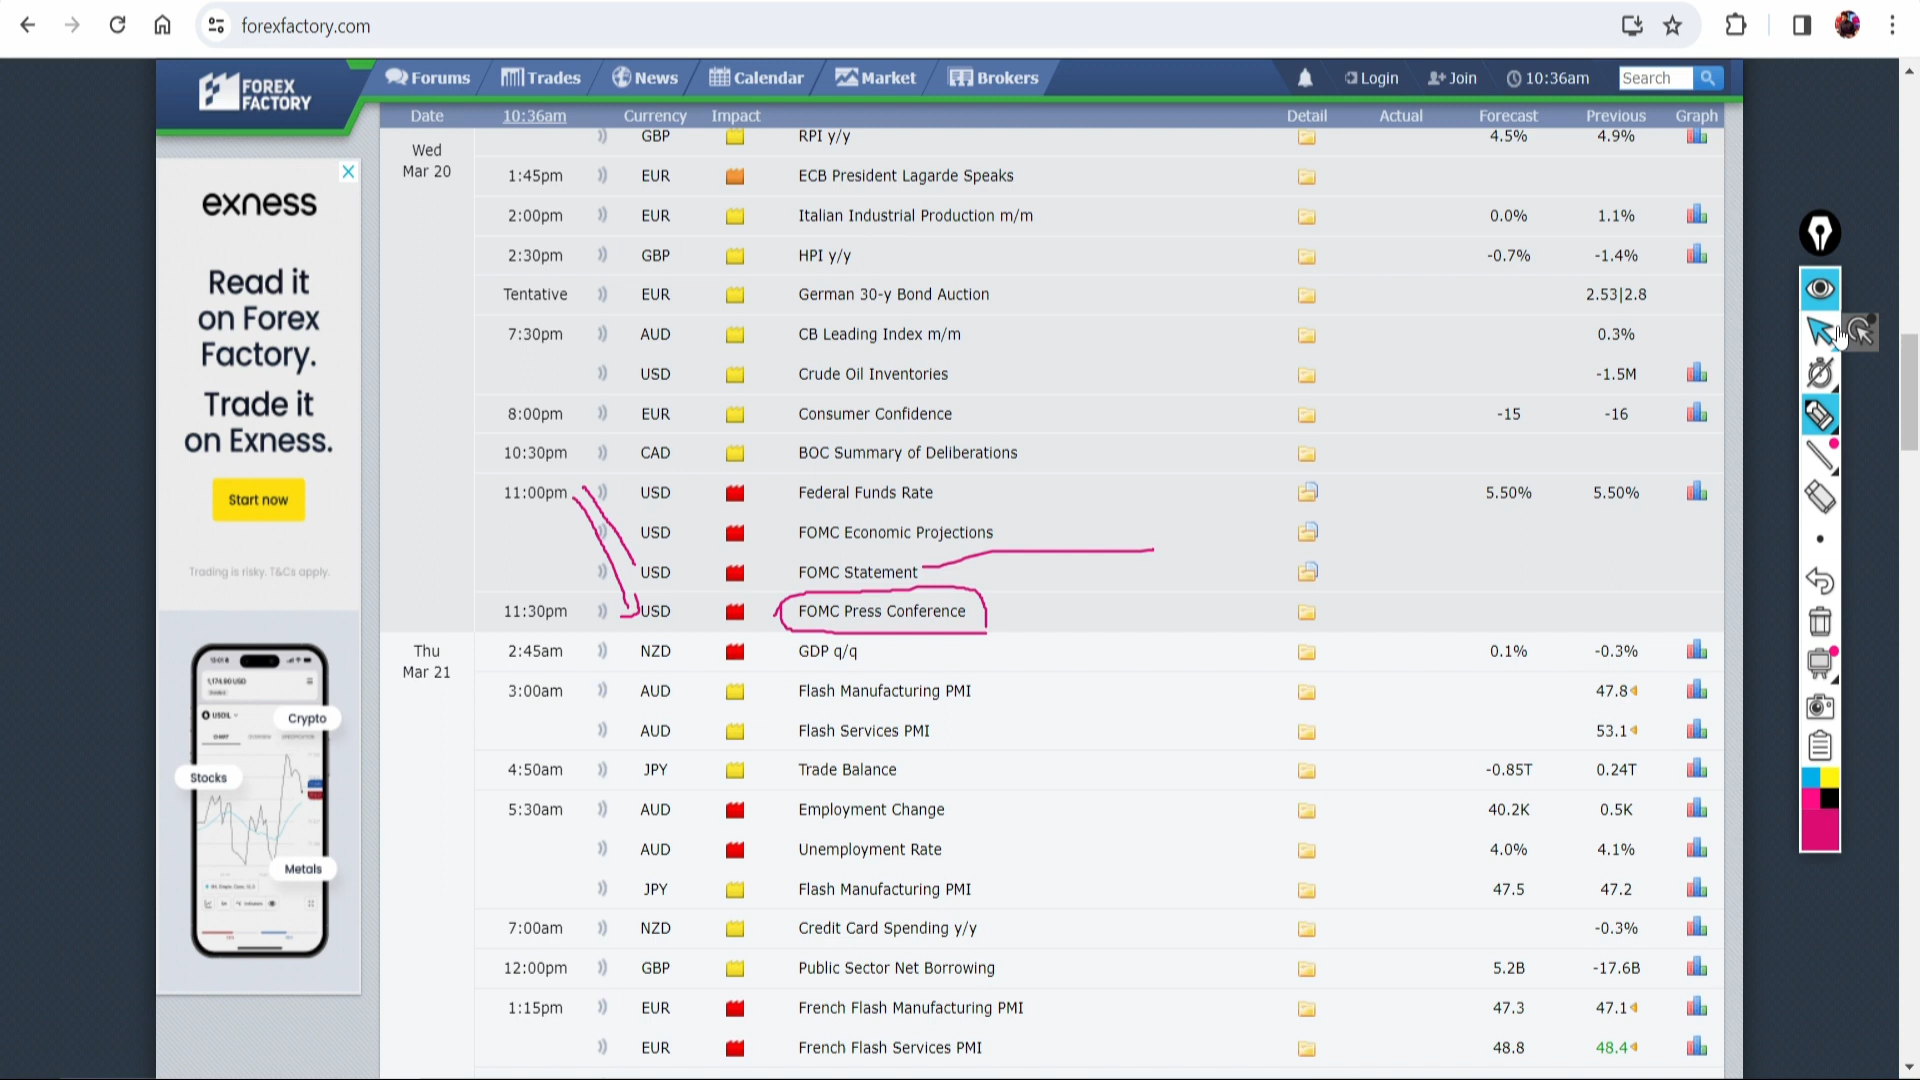 forexfactory.com
FOREX FACTORY
Forums Trades News Calendar Market Brokers Login Join 10:36am Search
Date 10:36am Currency Impact Detail Actual Forecast Previous Graph
Wed Mar 20
GBP RPI y/y 4.5% 4.9%
1:45pm EUR ECB President Lagarde Speaks
2:00pm EUR Italian Industrial Production m/m 0.0% 1.1%
2:30pm GBP HPI y/y -0.7% -1.4%
Tentative EUR German 30-y Bond Auction 2.53|2.8
7:30pm AUD CB Leading Index m/m 0.3%
USD Crude Oil Inventories -1.5M
8:00pm EUR Consumer Confidence -15 -16
10:30pm CAD BOC Summary of Deliberations
11:00pm USD Federal Funds Rate 5.50% 5.50%
USD FOMC Economic Projections
USD FOMC Statement
11:30pm USD FOMC Press Conference
Thu Mar 21
2:45am NZD GDP q/q 0.1% -0.3%
3:00am AUD Flash Manufacturing PMI 47.8
AUD Flash Services PMI 53.1
4:50am JPY Trade Balance -0.85T 0.24T
5:30am AUD Employment Change 40.2K 0.5K
AUD Unemployment Rate 4.0% 4.1%
JPY Flash Manufacturing PMI 47.5 47.2
7:00am NZD Credit Card Spending y/y -0.3%
12:00pm GBP Public Sector Net Borrowing 5.2B -17.6B
1:15pm EUR French Flash Manufacturing PMI 47.3 47.1
EUR French Flash Services PMI 48.8 48.4
exness
Read it
on Forex
Factory.
Trade it
on Exness.
Start now
Trading is risky. T&Cs apply.
Crypto
Stocks
Metals